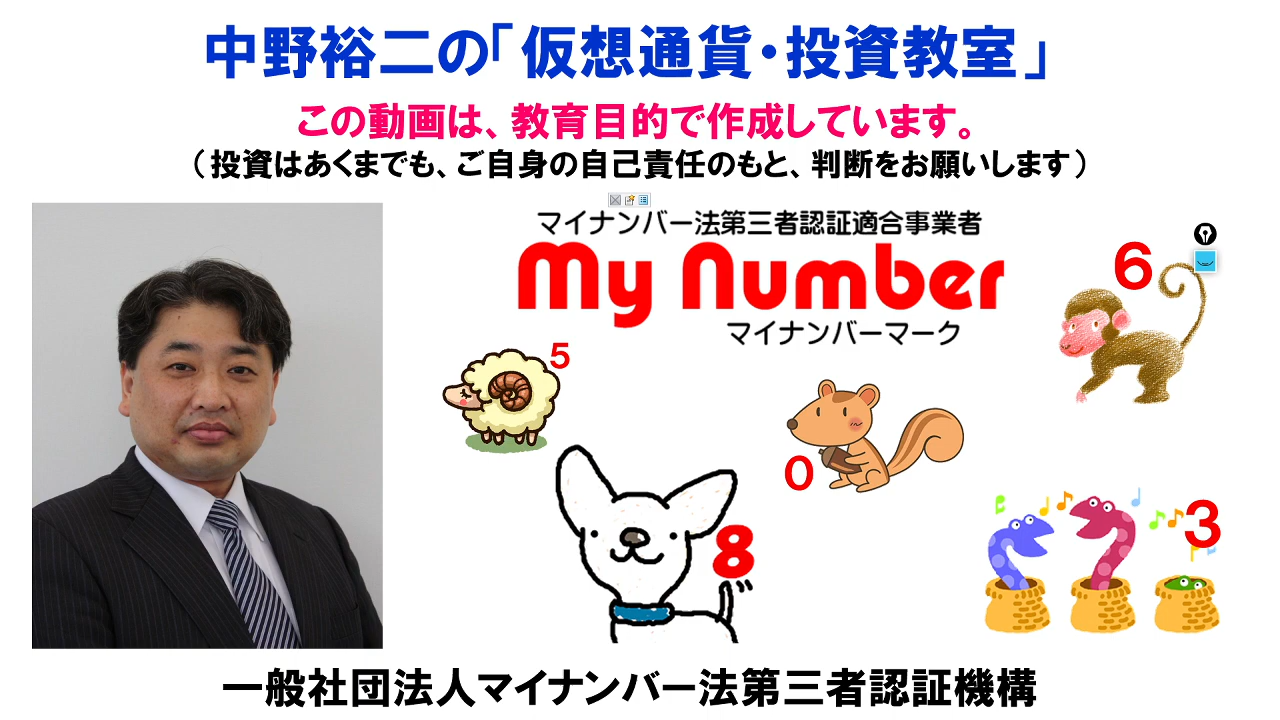 中野裕二の「仮想通貨・投資教室」
この動画は、教育目的で作成しています。
（投資はあくまでも、ご自身の自己責任のもと、判断をお願いします）
マイナンバー法第三者認証適合事業者
My Number
マイナンバーマーク
6
5
0
8
3
一般社団法人マイナンバー法第三者認証機構